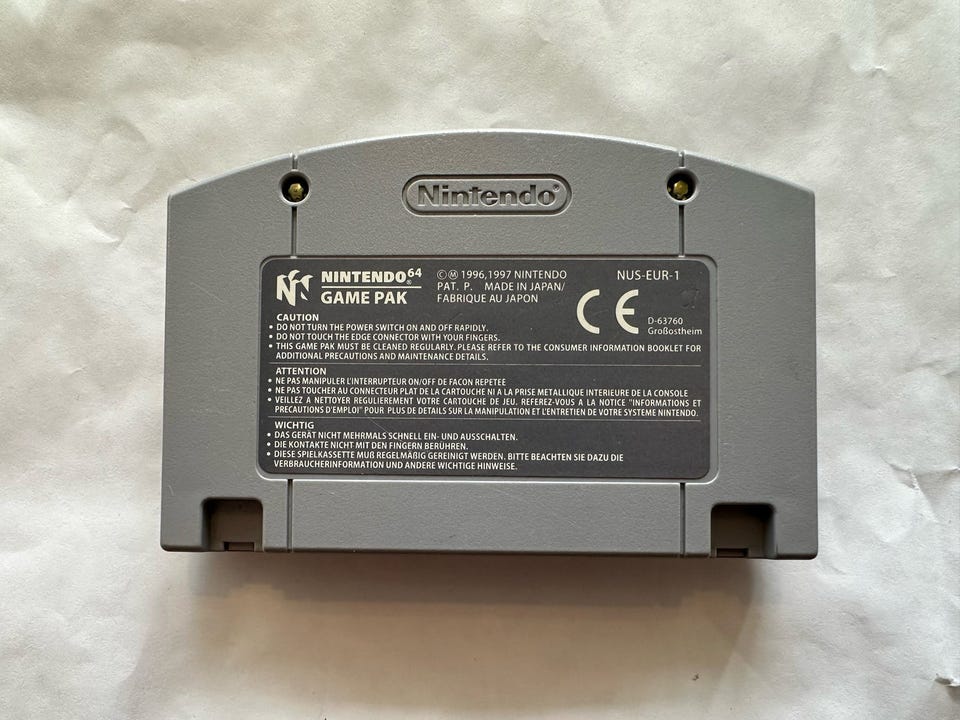 Nintendo®
NINTENDO64®
GAME PAK
©Ⓜ 1996,1997 NINTENDO
PAT. P. MADE IN JAPAN/
FABRIQUE AU JAPON
NUS-EUR-1
CE
D-63760
Großostheim
CAUTION
• DO NOT TURN THE POWER SWITCH ON AND OFF RAPIDLY.
• DO NOT TOUCH THE EDGE CONNECTOR WITH YOUR FINGERS.
• THIS GAME PAK MUST BE CLEANED REGULARLY. PLEASE REFER TO THE CONSUMER INFORMATION BOOKLET FOR
ADDITIONAL PRECAUTIONS AND MAINTENANCE DETAILS.
ATTENTION
• NE PAS MANIPULER L'INTERRUPTEUR ON/OFF DE FACON REPETEE
• NE PAS TOUCHER AU CONNECTEUR PLAT DE LA CARTOUCHE NI A LA PRISE METALLIQUE INTERIEURE DE LA CONSOLE
• VEILLEZ A NETTOYER REGULIEREMENT VOTRE CARTOUCHE DE JEU. REFEREZ-VOUS A LA NOTICE "INFORMATIONS ET
PRECAUTIONS D'EMPLOI" POUR PLUS DE DETAILS SUR LA MANIPULATION ET L'ENTRETIEN DE VOTRE SYSTEME NINTENDO.
WICHTIG
• DAS GERÄT NICHT MEHRMALS SCHNELL EIN- UND AUSSCHALTEN.
• DIE KONTAKTE NICHT MIT DEN FINGERN BERÜHREN.
• DIESE SPIELKASSETTE MUß REGELMÄßIG GEREINIGT WERDEN. BITTE BEACHTEN SIE DAZU DIE
VERBRAUCHERINFORMATION UND ANDERE WICHTIGE HINWEISE.